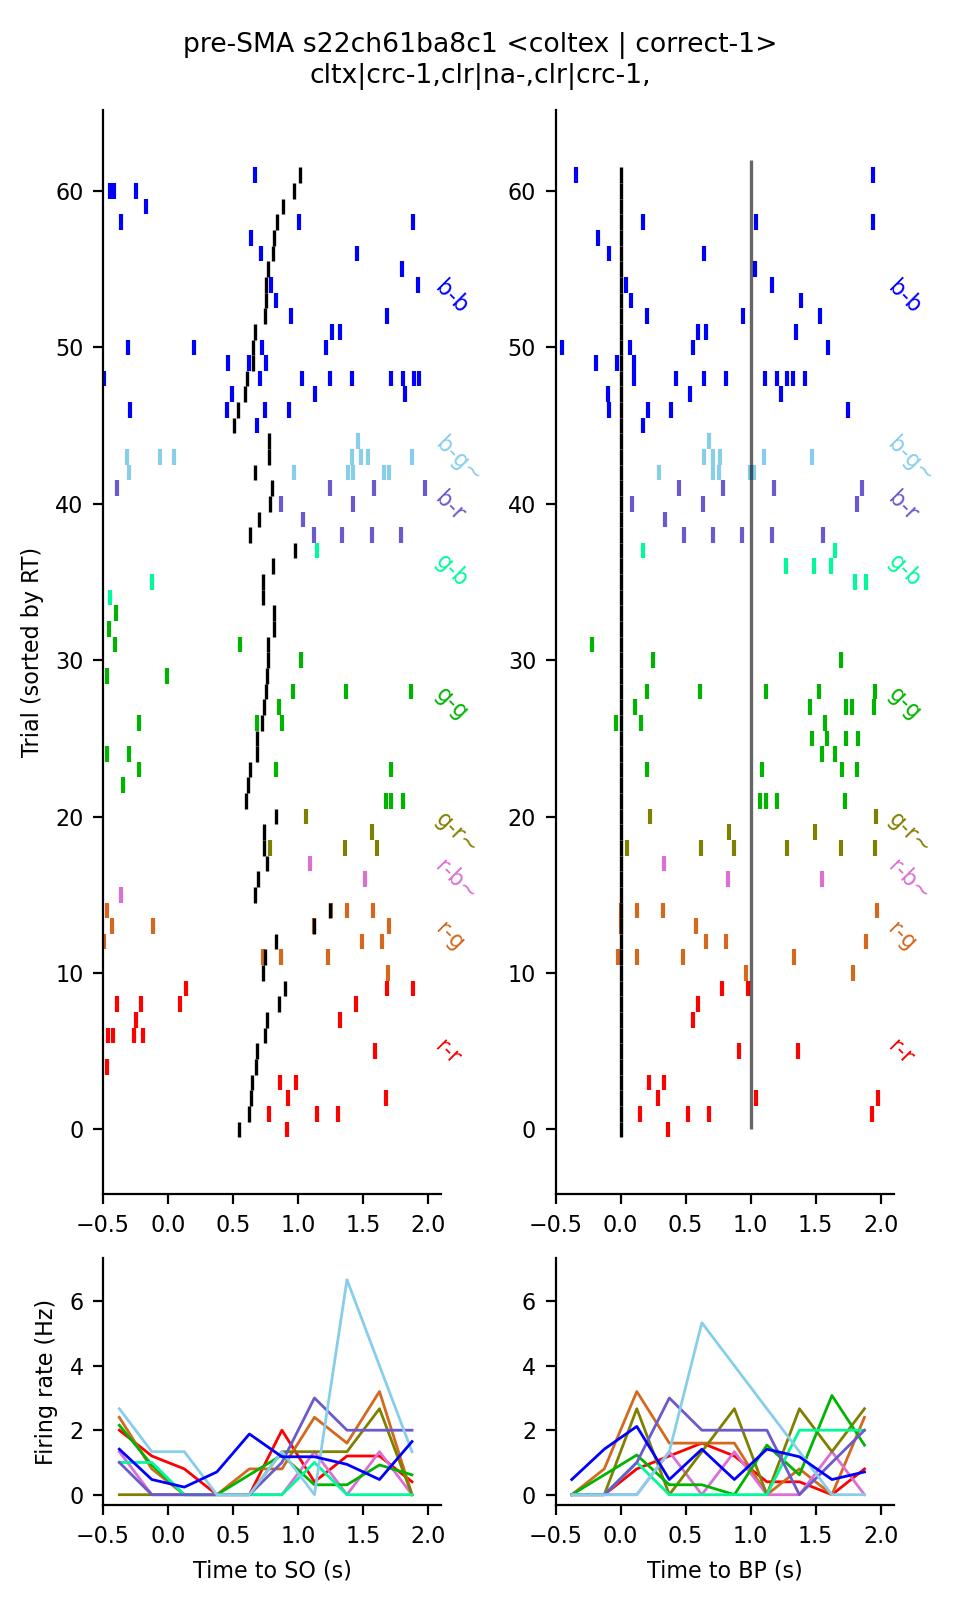 pre-SMA s22ch61ba8c1 <coltex | correct-1>
cltx|crc-1,clr|na-,clr|crc-1,
Trial (sorted by RT)
60
50
40
30
20
10
0
b-b
b-g~
b-r
g-b
g-g
g-r~
r-b~
r-g
r-r
−0.5 0.0 0.5 1.0 1.5 2.0
60
50
40
30
20
10
0
b-b
b-g~
b-r
g-b
g-g
g-r~
r-b~
r-g
r-r
−0.5 0.0 0.5 1.0 1.5 2.0
Firing rate (Hz)
6
4
2
0
−0.5 0.0 0.5 1.0 1.5 2.0
Time to SO (s)
6
4
2
0
−0.5 0.0 0.5 1.0 1.5 2.0
Time to BP (s)